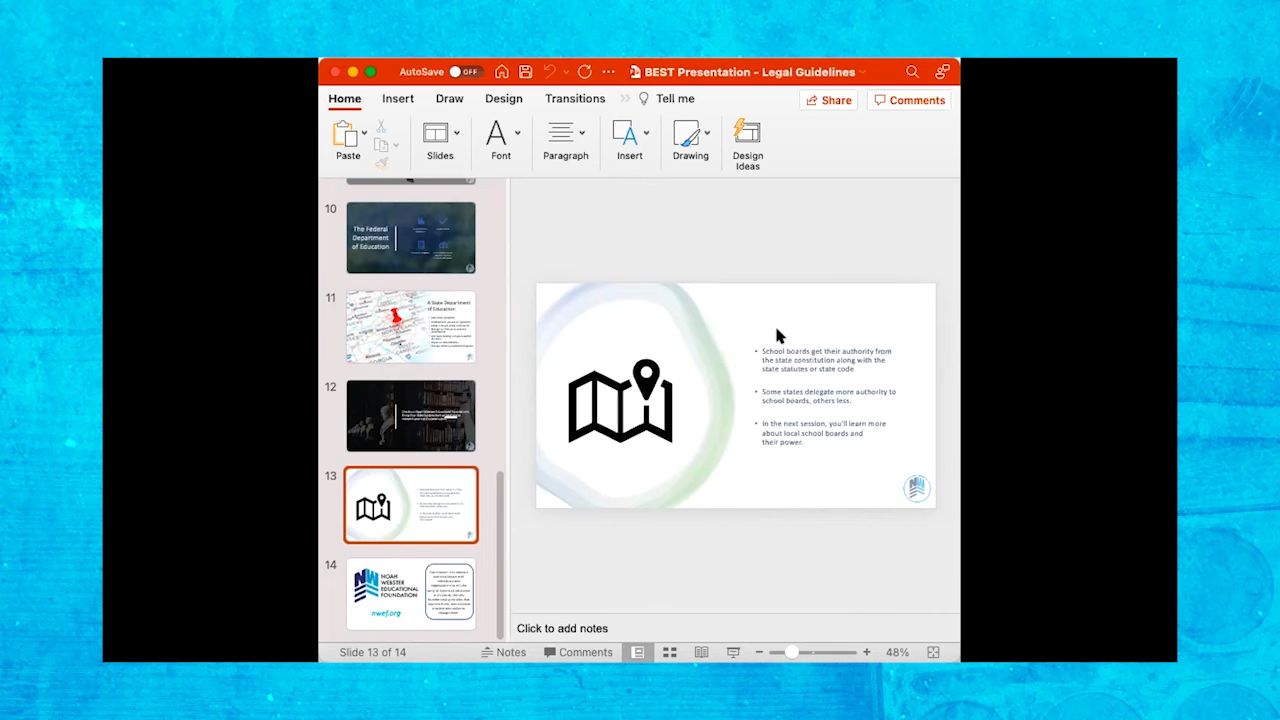 AutoSave OFF
BEST Presentation - Legal Guidelines
Home Insert Draw Design Transitions Tell me
Share Comments
Paste Slides Font Paragraph Insert Drawing Design
Ideas
10
The Federal
Department
of Education
11
A State Department
of Education:
12
13
14
NW NOAH
WEBSTER
EDUCATIONAL
FOUNDATION
nwef.org
• School boards get their authority from
the state constitution along with the
state statutes or state code
• Some states delegate more authority to
school boards, others less.
• In the next session, you'll learn more
about local school boards and
their power.
NW
Click to add notes
Slide 13 of 14 Notes Comments 48%